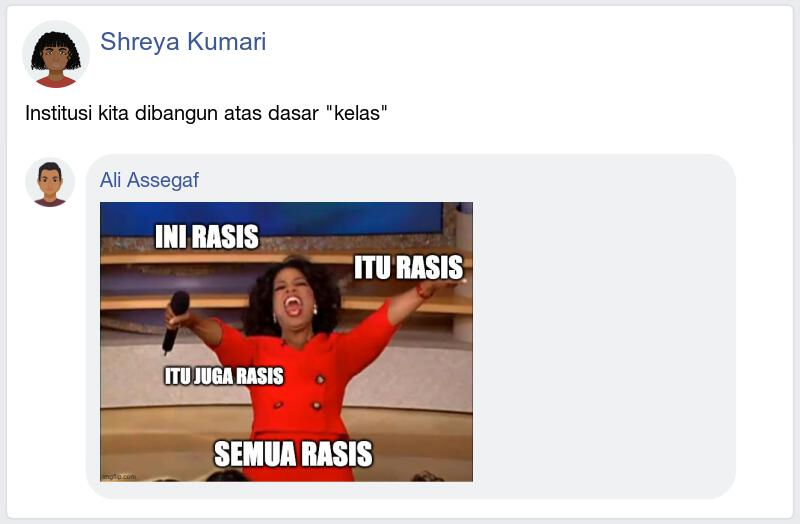 Shreya Kumari
Institusi kita dibangun atas dasar "kelas"
Ali Assegaf
INI RASIS
ITU RASIS
ITU JUGA RASIS
SEMUA RASIS
imgflip.com